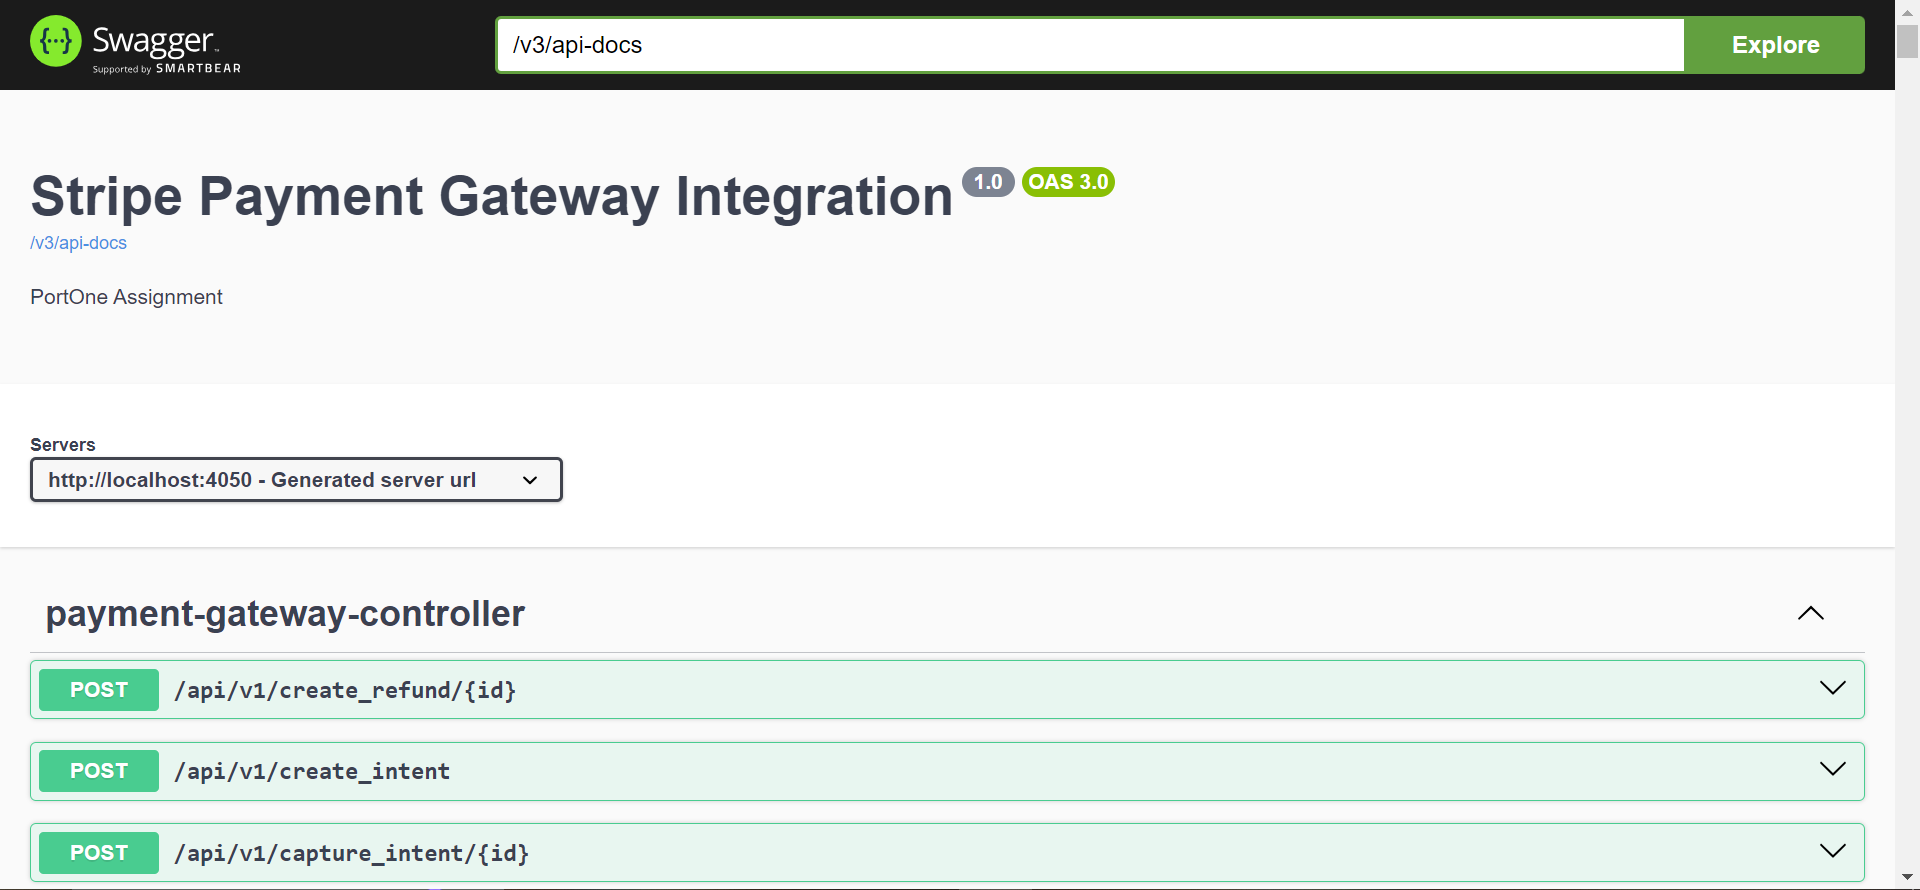 {···} Swagger™
Supported by SMARTBEAR
/v3/api-docs
Explore
Stripe Payment Gateway Integration 1.0 OAS 3.0
/v3/api-docs
PortOne Assignment
Servers
http://localhost:4050 - Generated server url
payment-gateway-controller
POST /api/v1/create_refund/{id}
POST /api/v1/create_intent
POST /api/v1/capture_intent/{id}